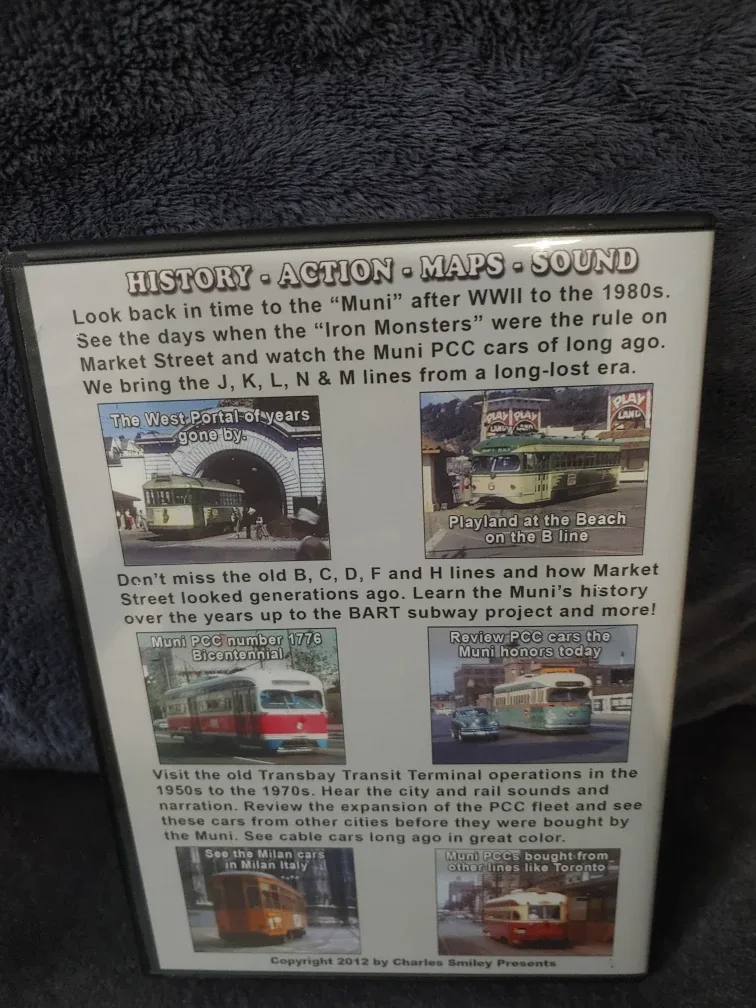 HISTORY - ACTION - MAPS - SOUND
Look back in time to the “Muni” after WWII to the 1980s.
See the days when the “Iron Monsters” were the rule on
Market Street and watch the Muni PCC cars of long ago.
We bring the J, K, L, N & M lines from a long-lost era.
The West Portal of years
gone by.
PLAY
LAND
PLAY
LAND
PLAY
LAND
6
Playland at the Beach
on the B line
Don't miss the old B, C, D, F and H lines and how Market
Street looked generations ago. Learn the Muni's history
over the years up to the BART subway project and more!
Muni PCC number 1776
Bicentennial
Review PCC cars the
Muni honors today
Visit the old Transbay Transit Terminal operations in the
1950s to the 1970s. Hear the city and rail sounds and
narration. Review the expansion of the PCC fleet and see
these cars from other cities before they were bought by
the Muni. See cable cars long ago in great color.
See the Milan cars
in Milan Italy
Muni PCCs bought from
other lines like Toronto
Copyright 2012 by Charles Smiley Presents